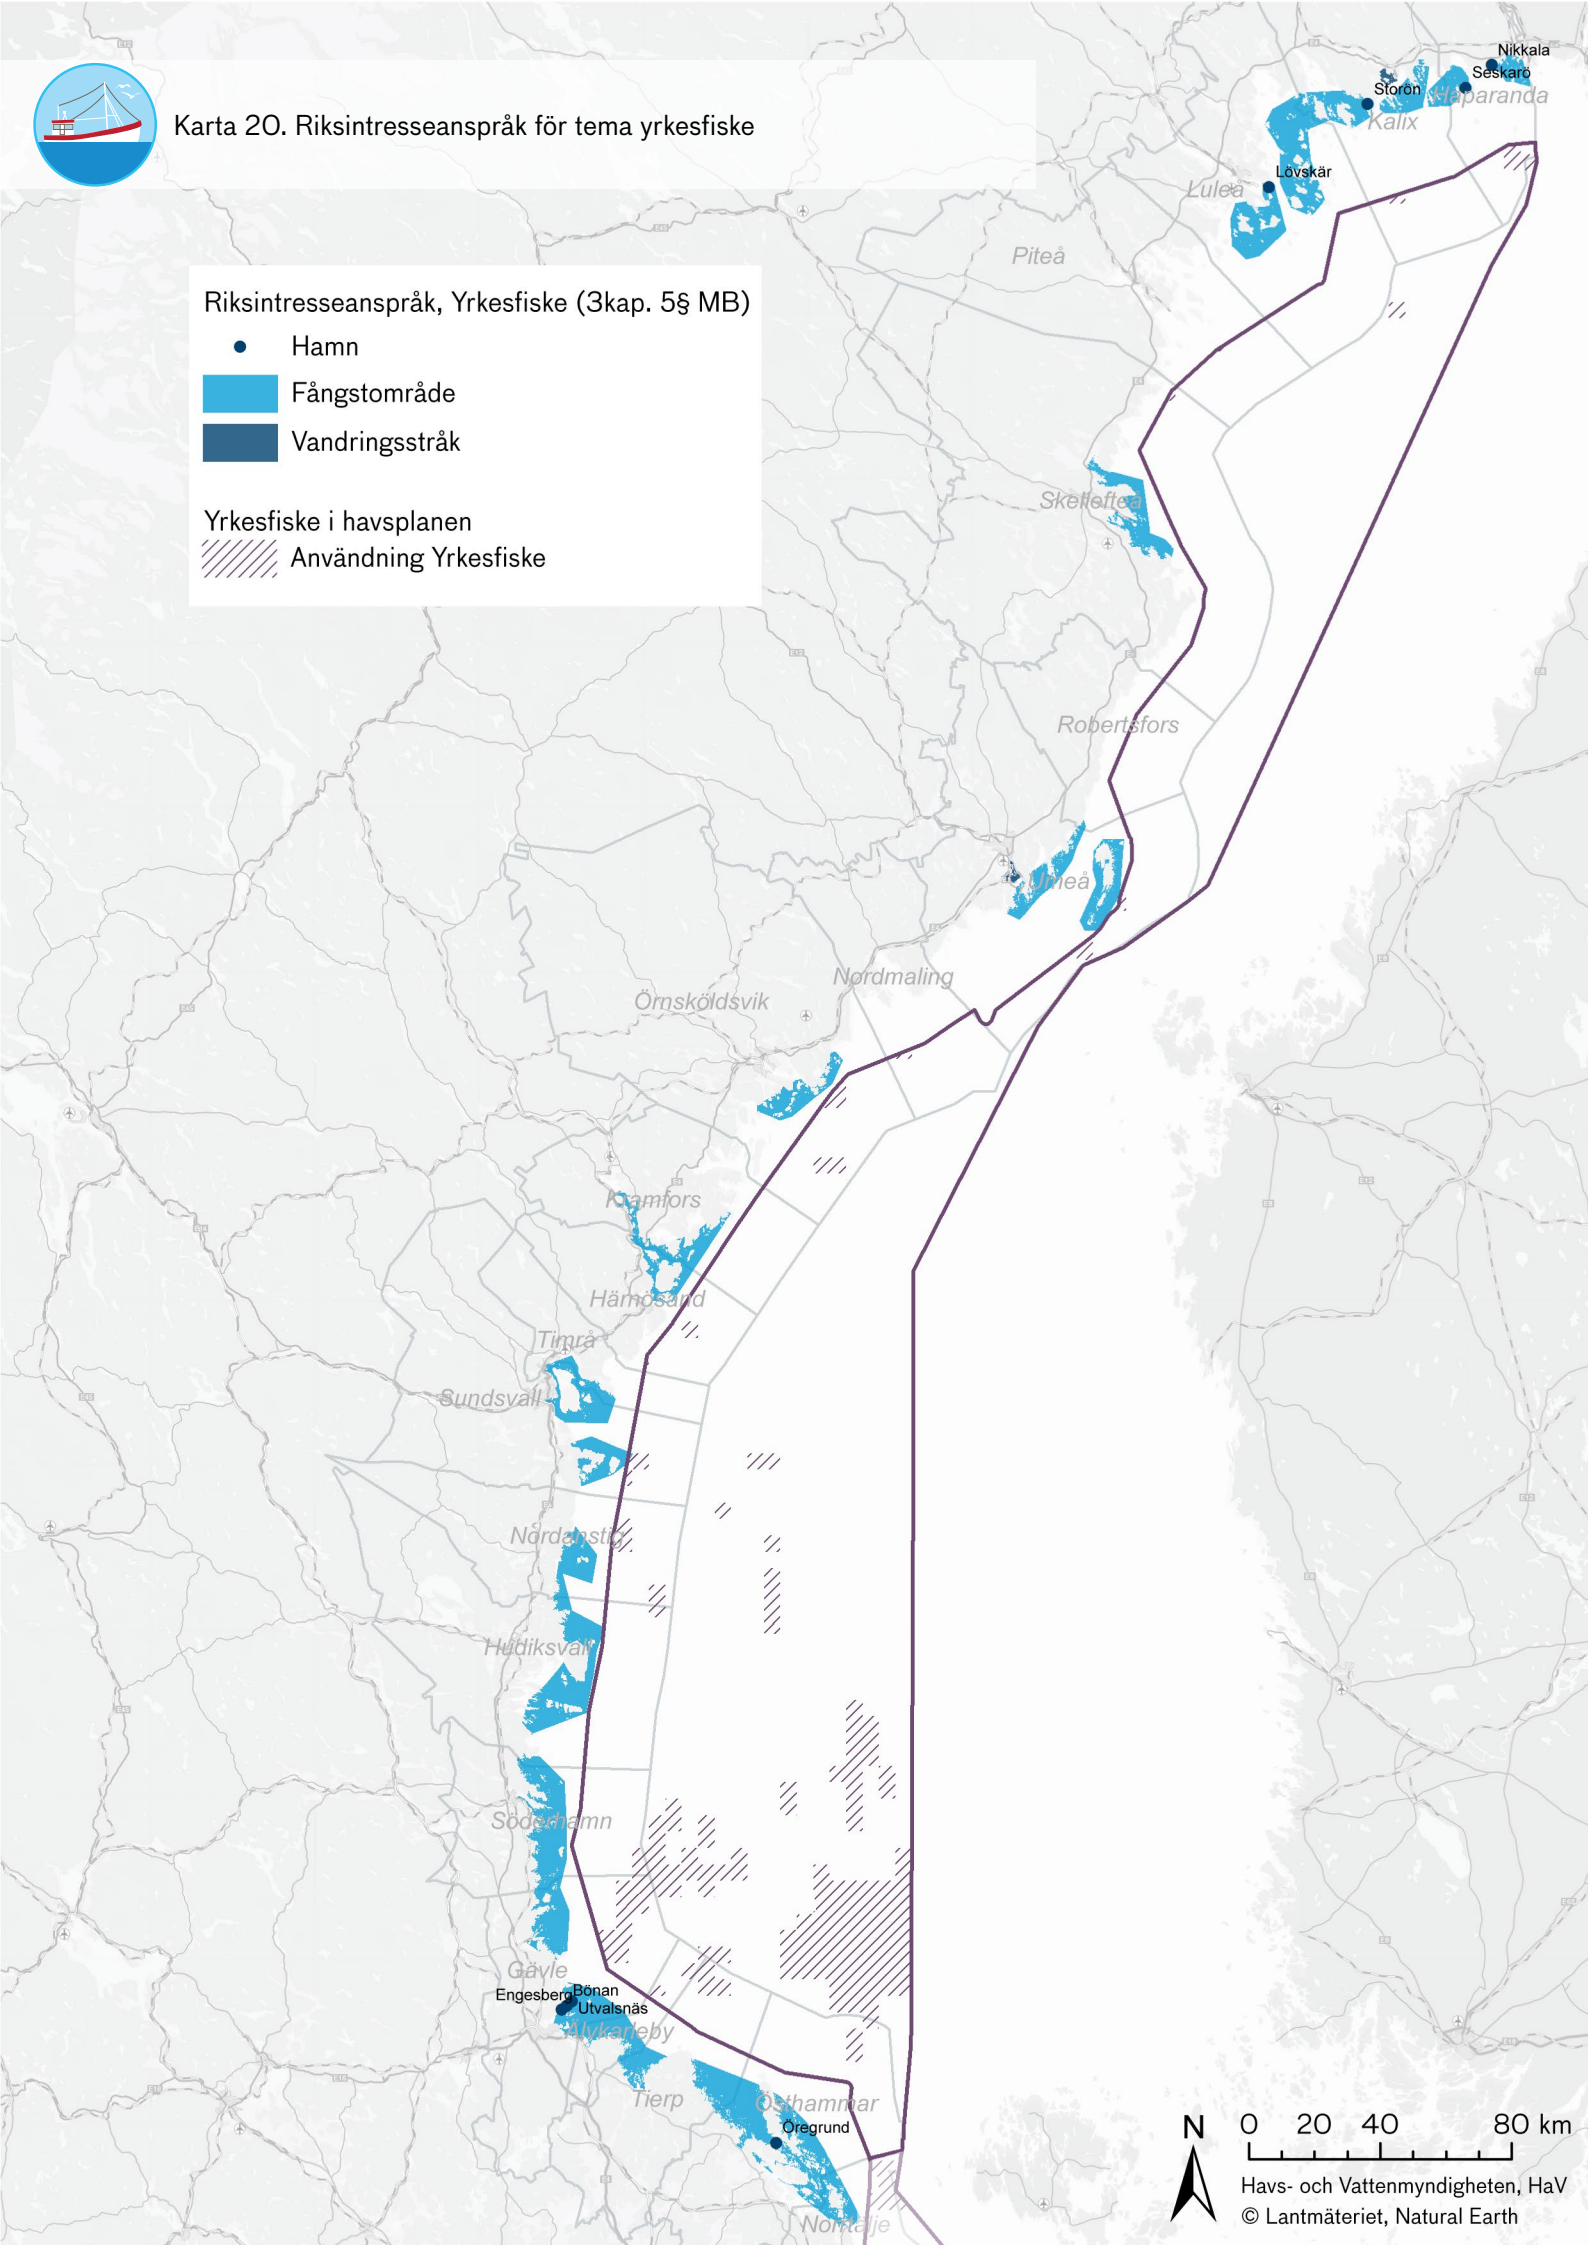 Karta 20. Riksintresseanspråk för tema yrkesfiske
Riksintresseanspråk, Yrkesfiske (3kap. 5§ MB)
Hamn
Fångstområde
Vandringsstråk
Yrkesfiske i havsplanen
Användning Yrkesfiske
Nikkala
Seskarö
Storön
Haparanda
Kalix
Lövskär
Luleå
Piteå
Skellefteå
Robertsfors
Umeå
Nordmaling
Örnsköldsvik
Kramfors
Härnösand
Timrå
Sundsvall
Nordanstig
Hudiksvall
Söderhamn
Gävle
Bönan
Engesberg
Utvalsnäs
Älvkarleby
Tierp
Östhammar
Öregrund
Norrtälje
N
0 20 40 80 km
Havs- och Vattenmyndigheten, HaV
© Lantmäteriet, Natural Earth